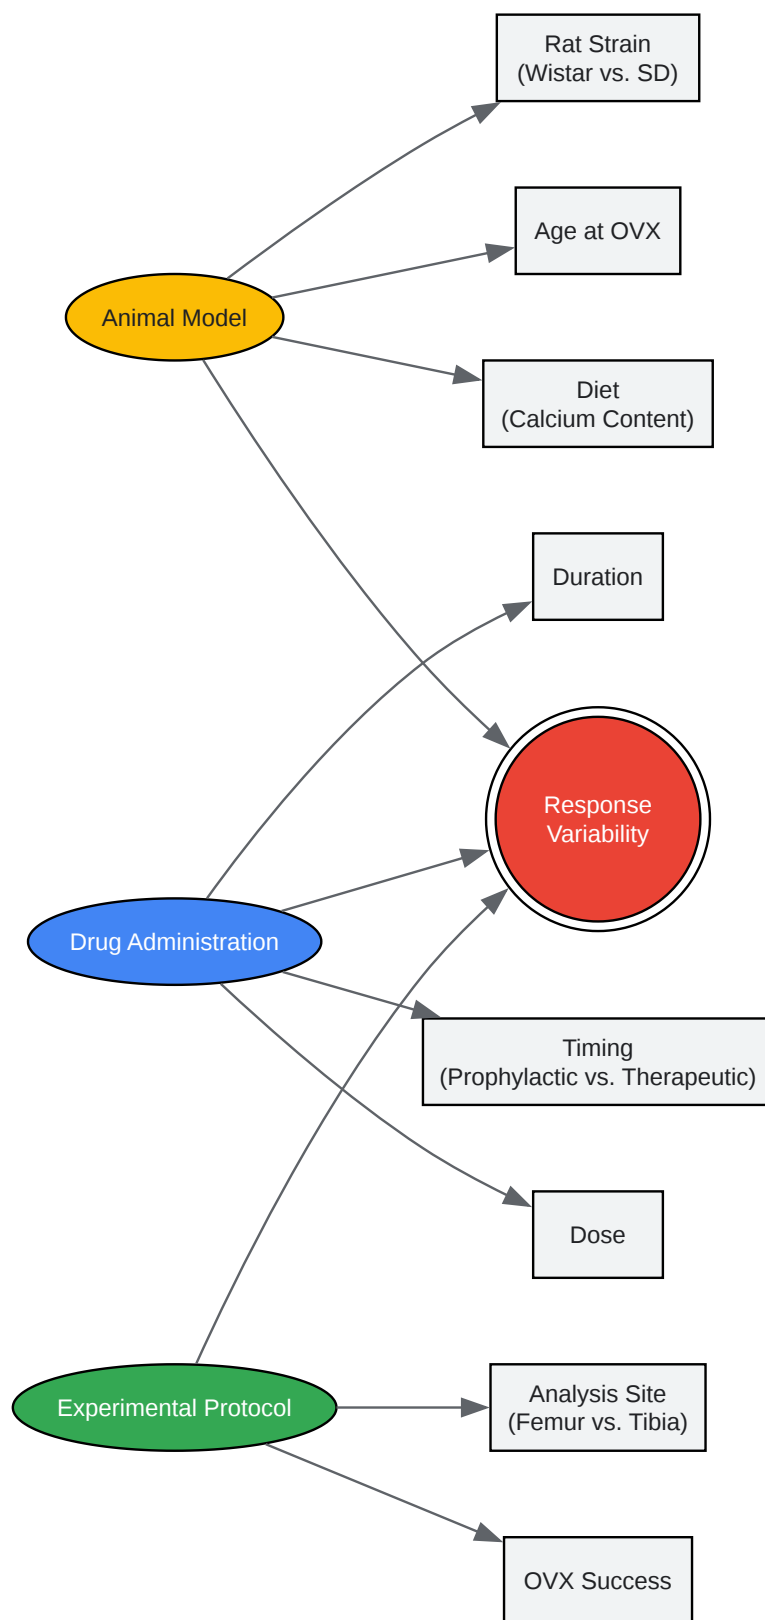 Rat Strain
(Wistar vs. SD)
Age at OVX
Animal Model
Diet
(Calcium Content)
Duration
Response
Variability
Drug Administration
Timing
(Prophylactic vs. Therapeutic)
Dose
Analysis Site
(Femur vs. Tibia)
Experimental Protocol
OVX Success